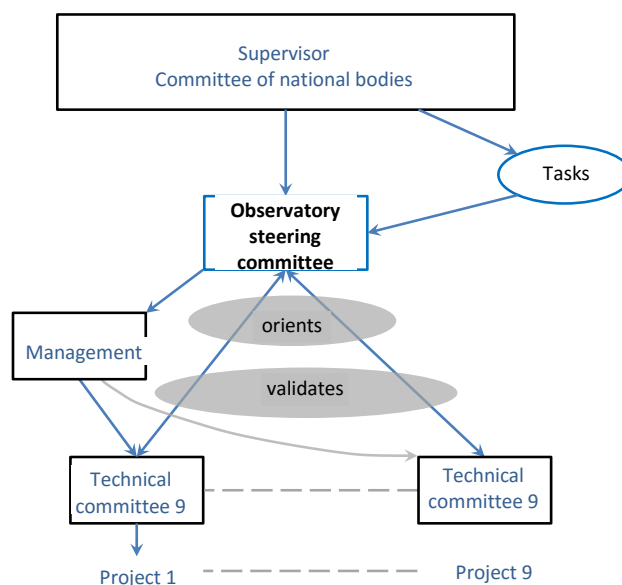 Supervisor
Committee of national bodies
Tasks
Observatory
steering
committee
orients
Management
validates
Technical
committee 9
Technical
committee 9
Project 1
Project 9